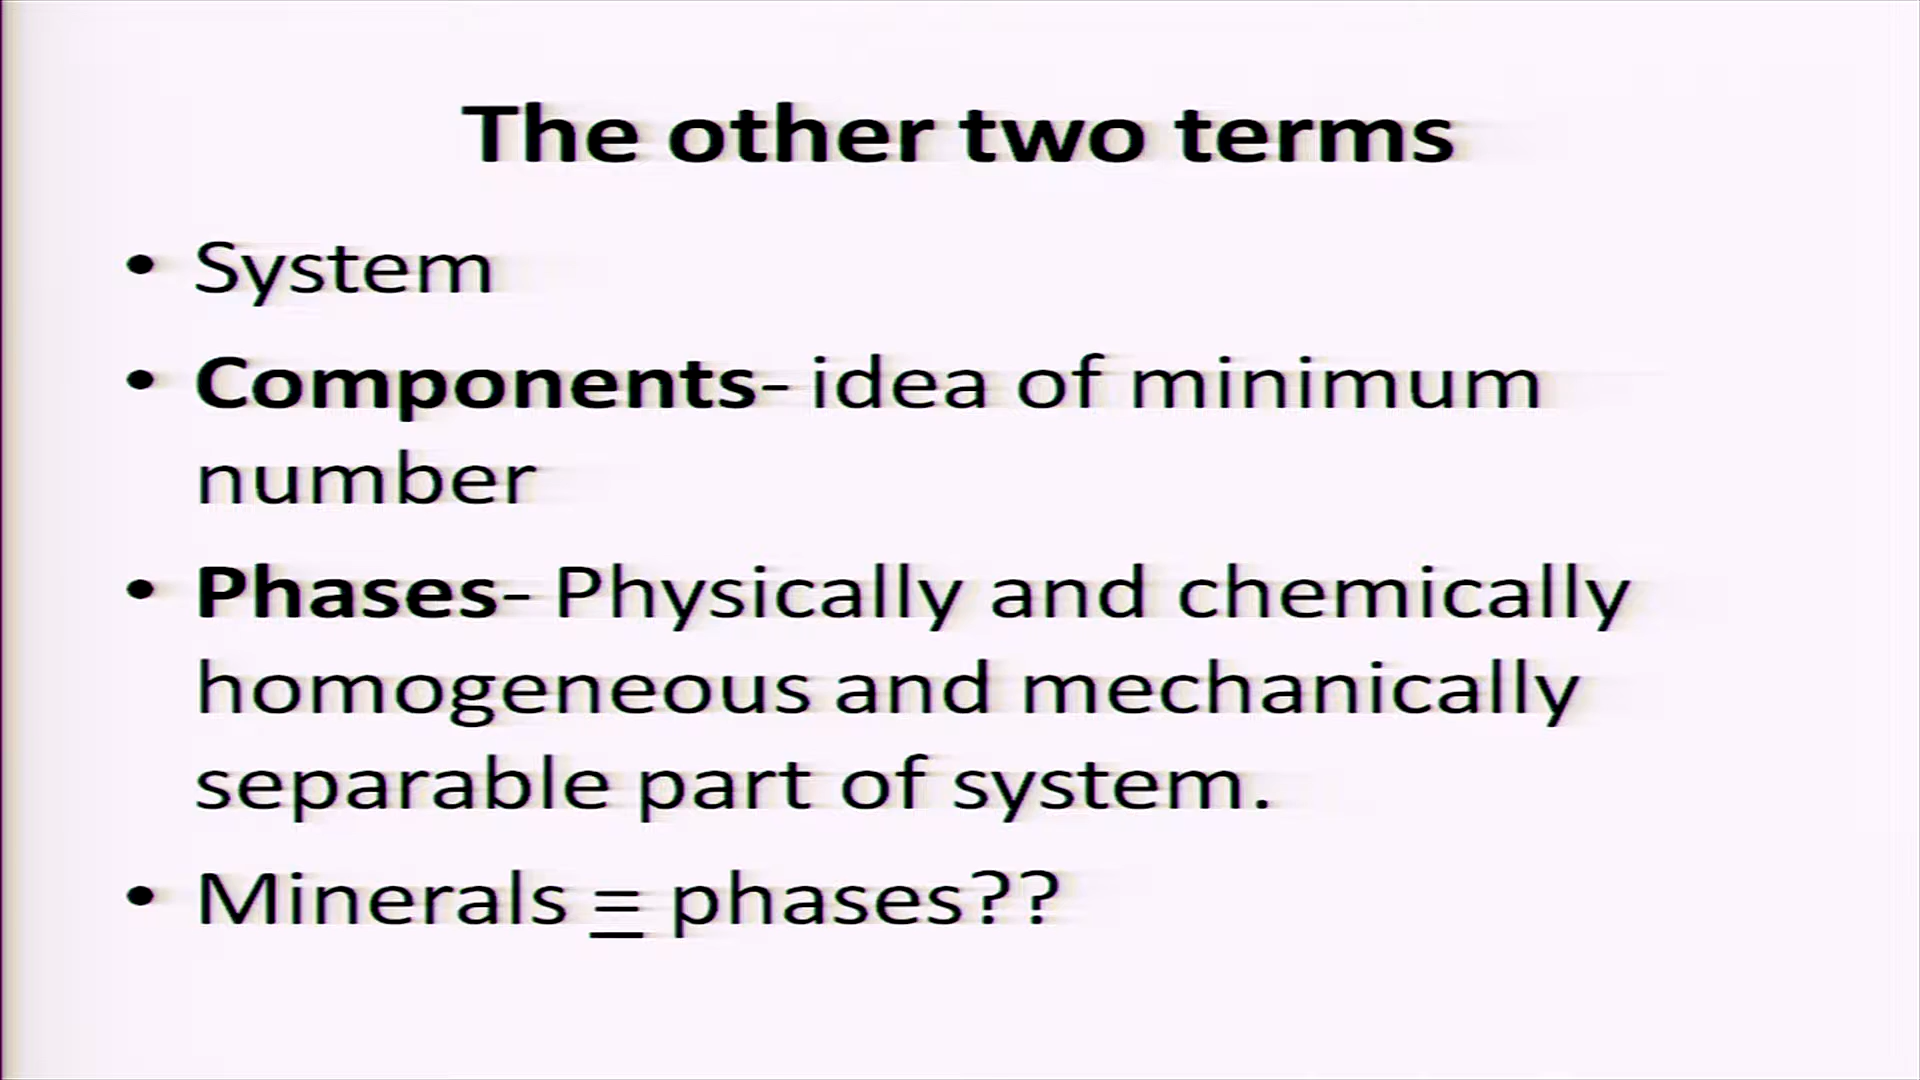 The other two terms
• System
• Components- idea of minimum
number
• Phases- Physically and chemically
homogeneous and mechanically
separable part of system.
• Minerals = phases??